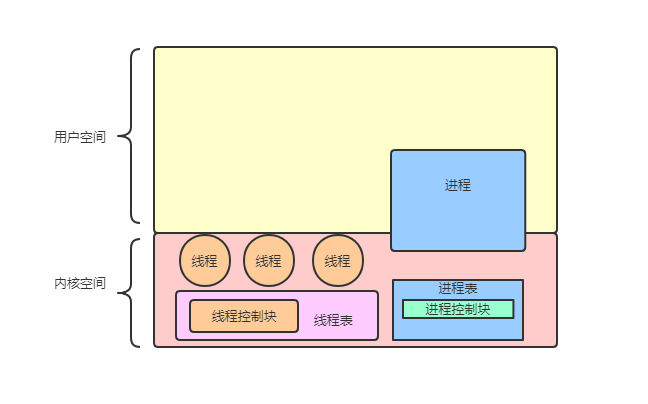 用户空间
进程
内核空间
线程
线程
线程
进程表
进程控制块
线程控制块
线程表